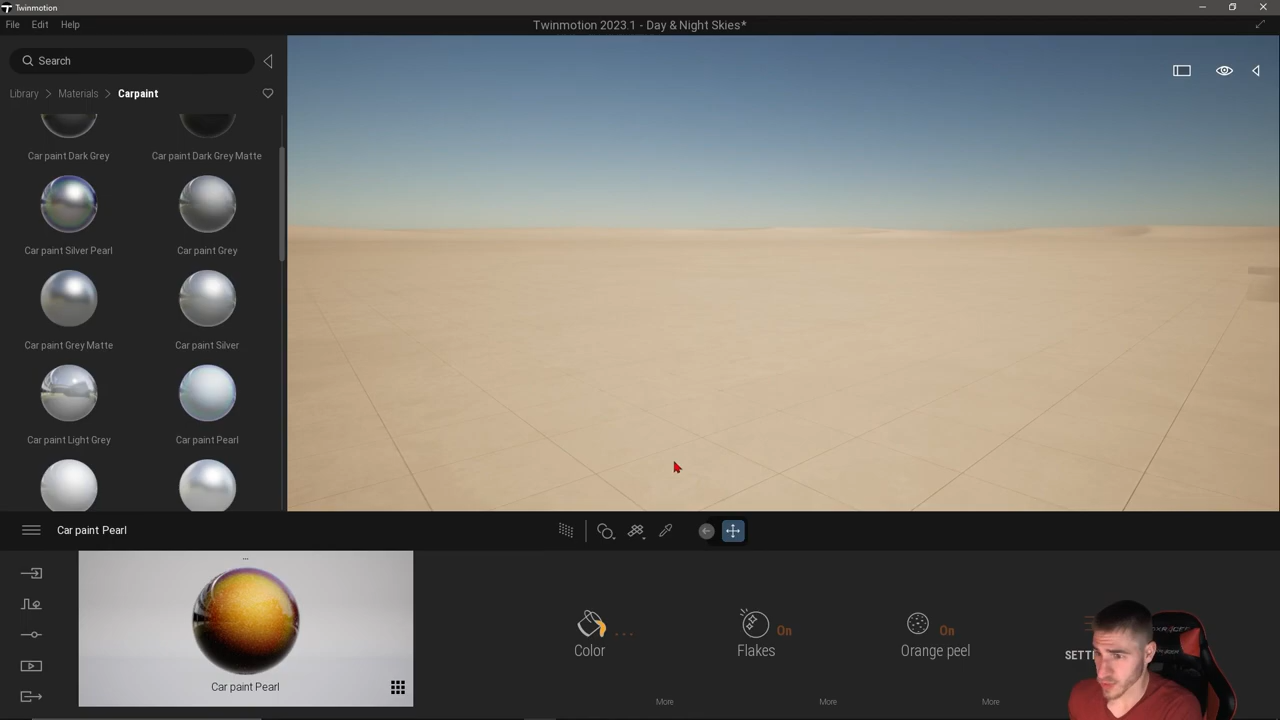 Twinmotion
File Edit Help
Twinmotion 2023.1 - Day & Night Skies*
Search
Library Materials Carpaint
Car paint Dark Grey
Car paint Dark Grey Matte
Car paint Silver Pearl
Car paint Grey
Car paint Grey Matte
Car paint Silver
Car paint Light Grey
Car paint Pearl
Car paint Pearl
...
Car paint Pearl
Color ...
Flakes On
Orange peel On
More
More
More